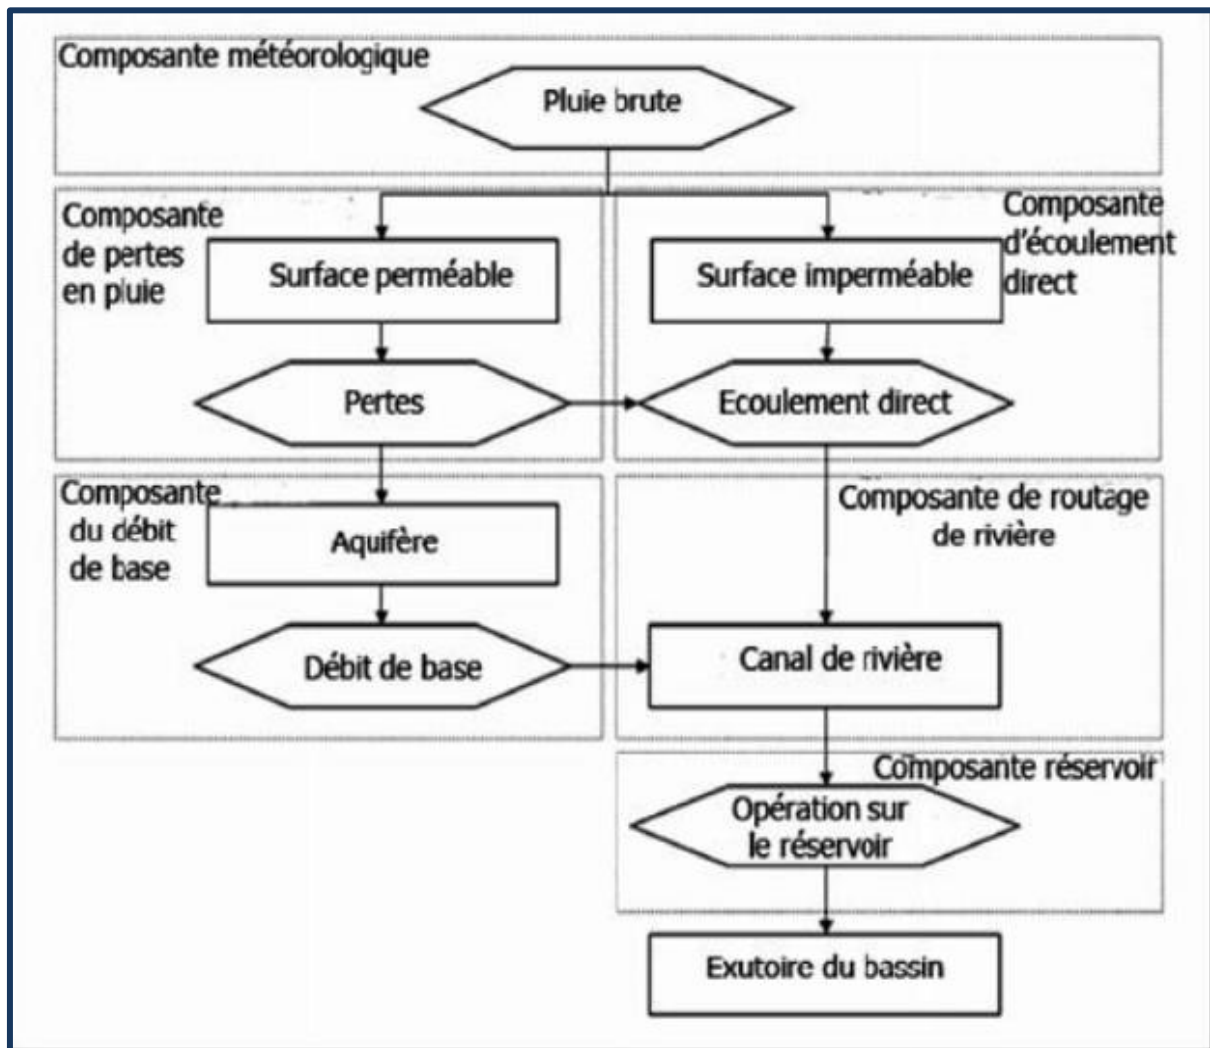 Composante météorologique
Pluie brute
Composante
de pertes
en pluie
Surface perméable
Pertes
Composante
d'écoulement
direct
Surface imperméable
Ecoulement direct
Composante
du débit
de base
Aquifère
Débit de base
Composante de routage
de rivière
Canal de rivière
Composante réservoir
Opération sur
le réservoir
Exutoire du bassin